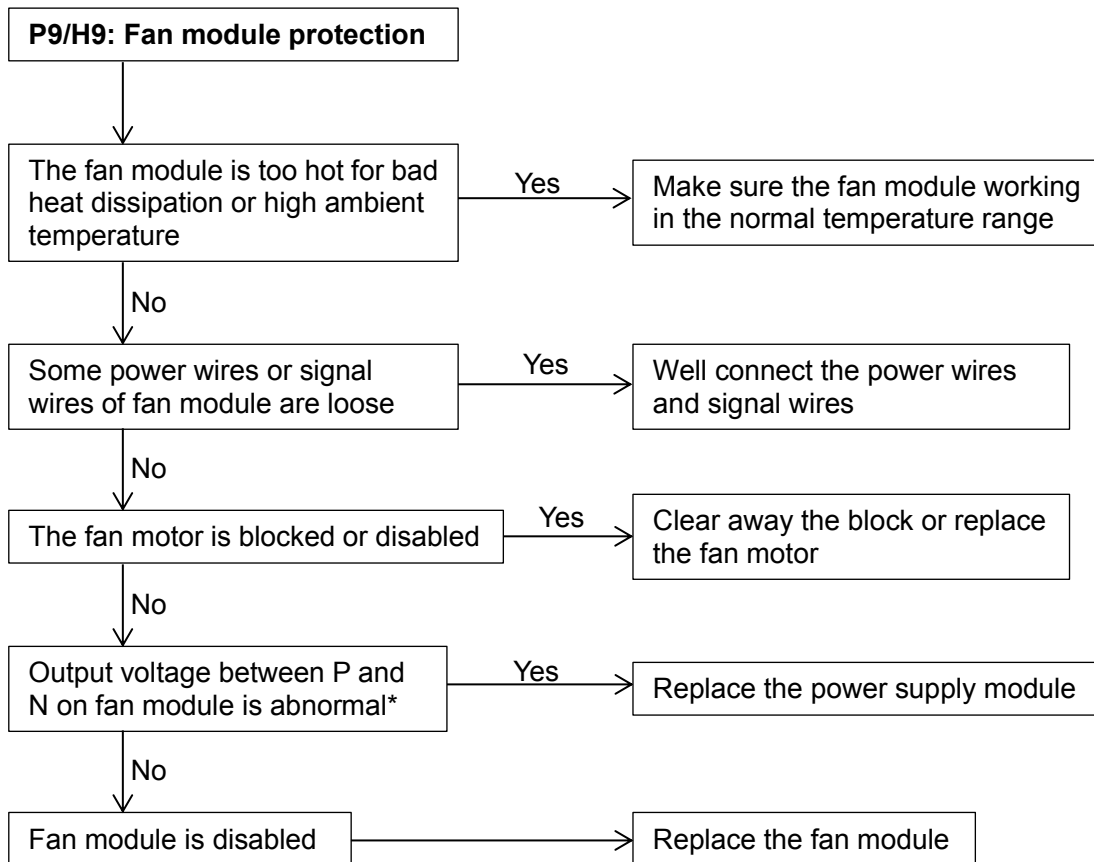 P9/H9: Fan module protection
The fan module is too hot for bad
heat dissipation or high ambient
temperature
Yes
Make sure the fan module working
in the normal temperature range
No
Some power wires or signal
wires of fan module are loose
Yes
Well connect the power wires
and signal wires
No
The fan motor is blocked or disabled
Yes
Clear away the block or replace
the fan motor
No
Output voltage between P and
N on fan module is abnormal*
Yes
Replace the power supply module
No
Fan module is disabled
Replace the fan module